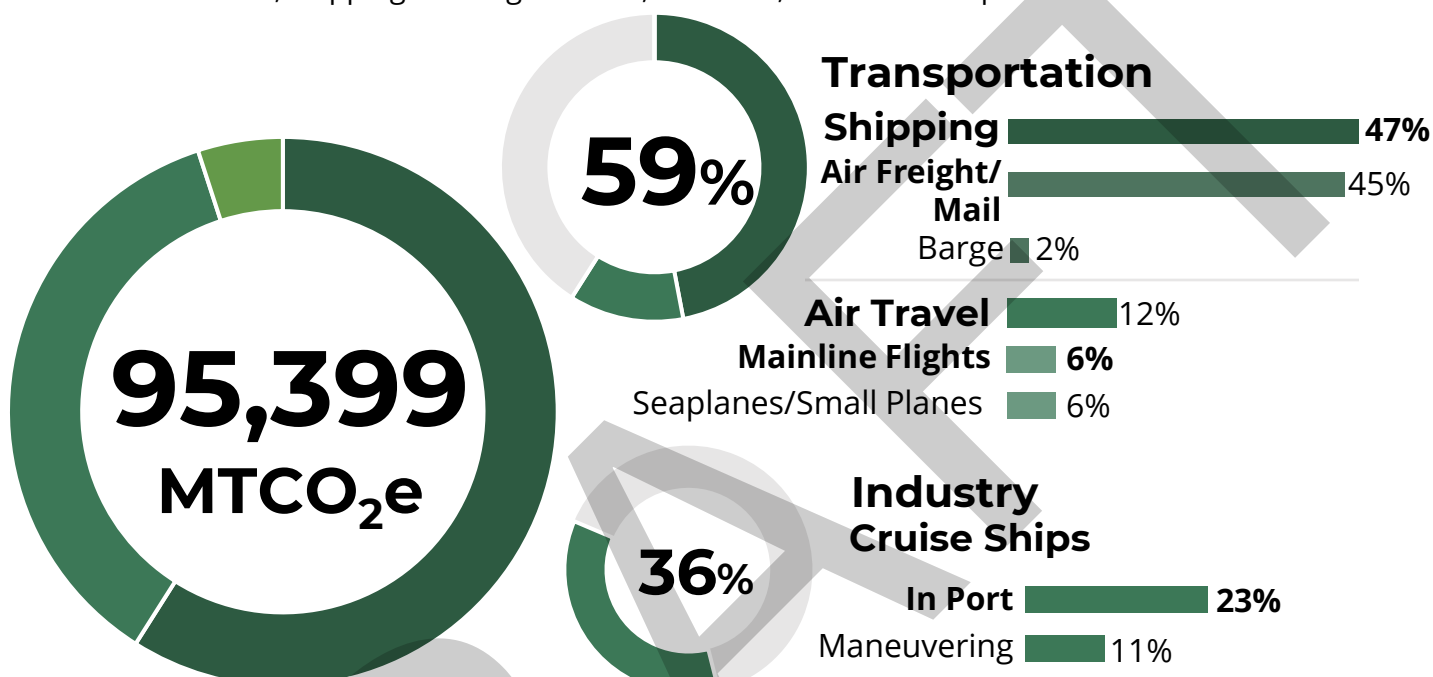 95,399
MTCO₂e
59%
Transportation
Shipping 47%
Air Freight/
Mail 45%
Barge 2%
Air Travel 12%
Mainline Flights 6%
Seaplanes/Small Planes 6%
36%
Industry
Cruise Ships
In Port 23%
Maneuvering 11%